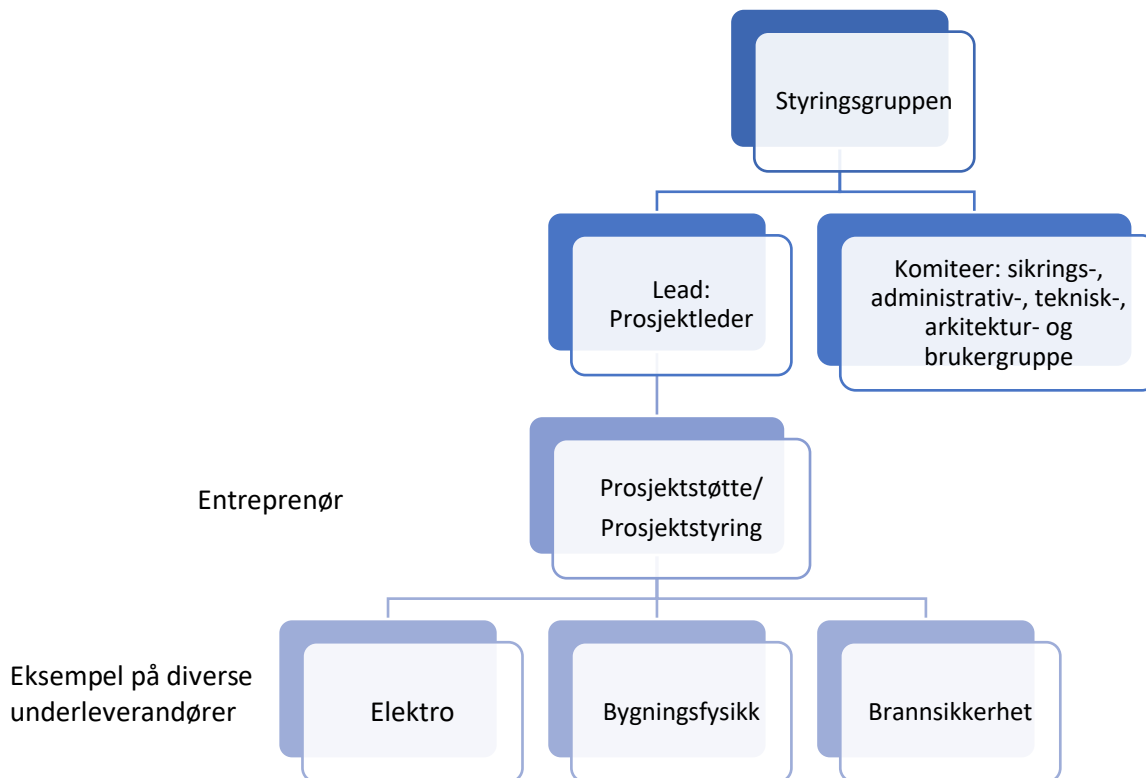 Styringsgruppen
Lead:
Prosjektleder
Komiteer: sikrings-,
administrativ-, teknisk-,
arkitektur- og
brukergruppe
Entreprenør
Prosjektstøtte/
Prosjektstyring
Eksempel på diverse
underleverandører
Elektro
Bygningsfysikk
Brannsikkerhet